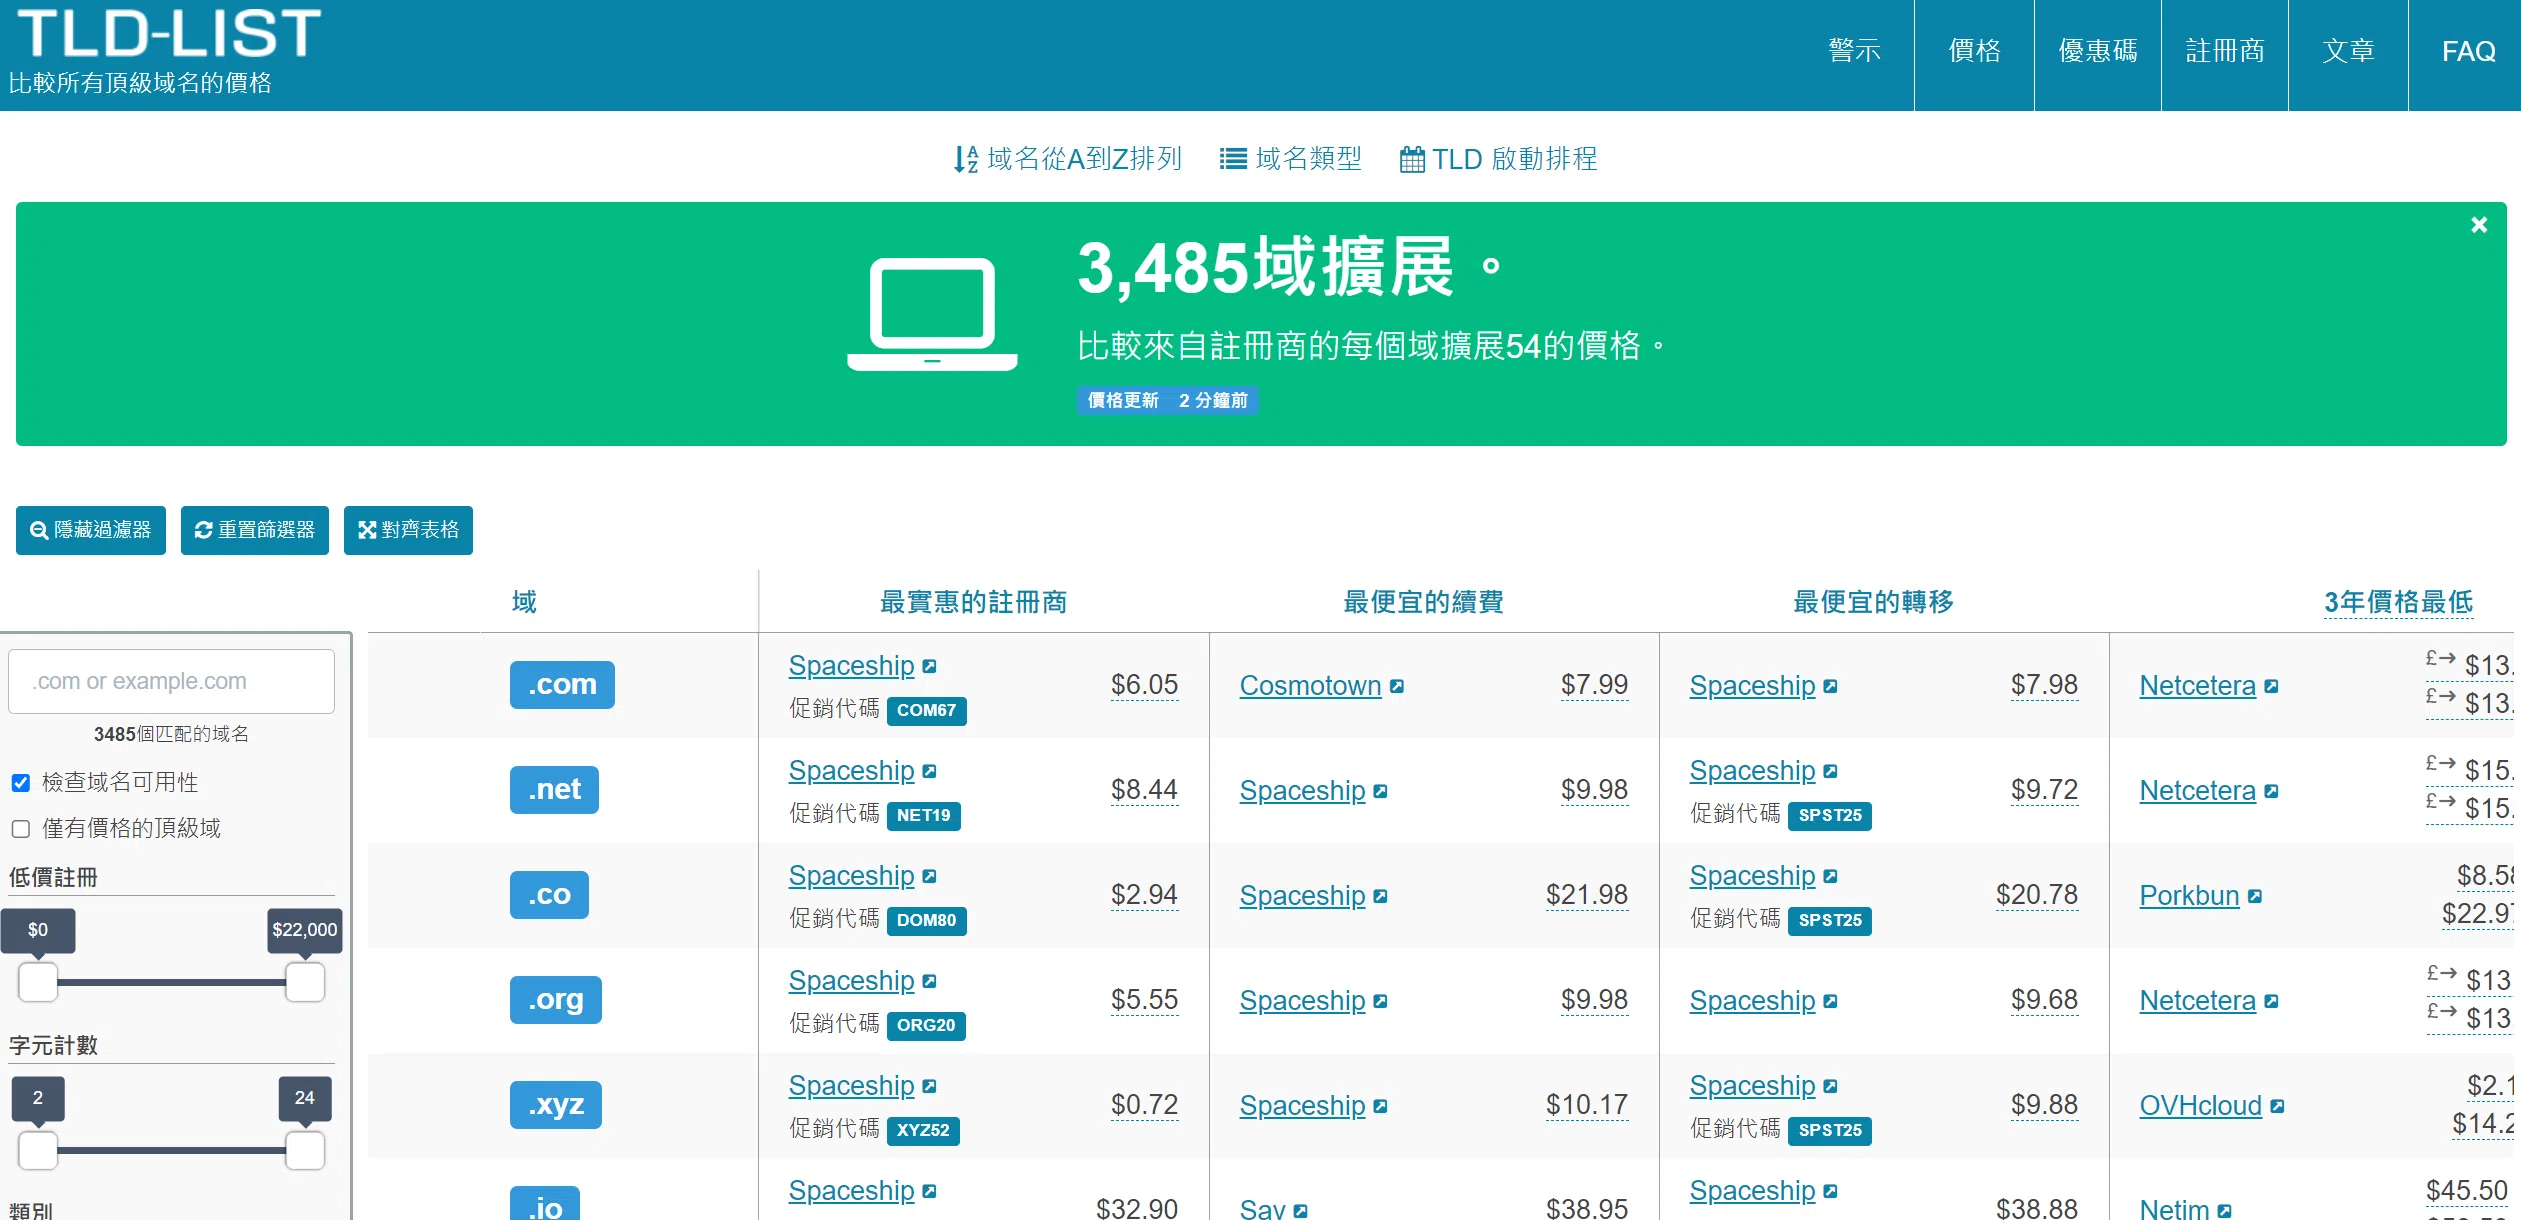 TLD-LIST
比較所有頂級域名的價格
警示 價格 優惠碼 註冊商 文章 FAQ
域名從A到Z排列 域名類型 TLD 啟動排程
3,485域擴展。
比較來自註冊商的每個域擴展54的價格。
價格更新 2 分鐘前
隱藏過濾器 重置篩選器 對齊表格
域 最實惠的註冊商 最便宜的續費 最便宜的轉移 3年價格最低
.com or example.com
3485個匹配的域名
檢查域名可用性
僅有價格的頂級域
低價註冊
$0 $22,000
字元計數
2 24
類別
.com Spaceship 促銷代碼 COM67 $6.05 Cosmotown $7.99 Spaceship $7.98 Netcetera £→ $13. £→ $13.
.net Spaceship 促銷代碼 NET19 $8.44 Spaceship $9.98 Spaceship 促銷代碼 SPST25 $9.72 Netcetera £→ $15. £→ $15.
.co Spaceship 促銷代碼 DOM80 $2.94 Spaceship $21.98 Spaceship 促銷代碼 SPST25 $20.78 Porkbun $8.58 $22.97
.org Spaceship 促銷代碼 ORG20 $5.55 Spaceship $9.98 Spaceship $9.68 Netcetera £→ $13 £→ $13
.xyz Spaceship 促銷代碼 XYZ52 $0.72 Spaceship $10.17 Spaceship 促銷代碼 SPST25 $9.88 OVHcloud $2.1 $14.2
.io Spaceship $32.90 Sav $38.95 Spaceship $38.88 Netim $45.50